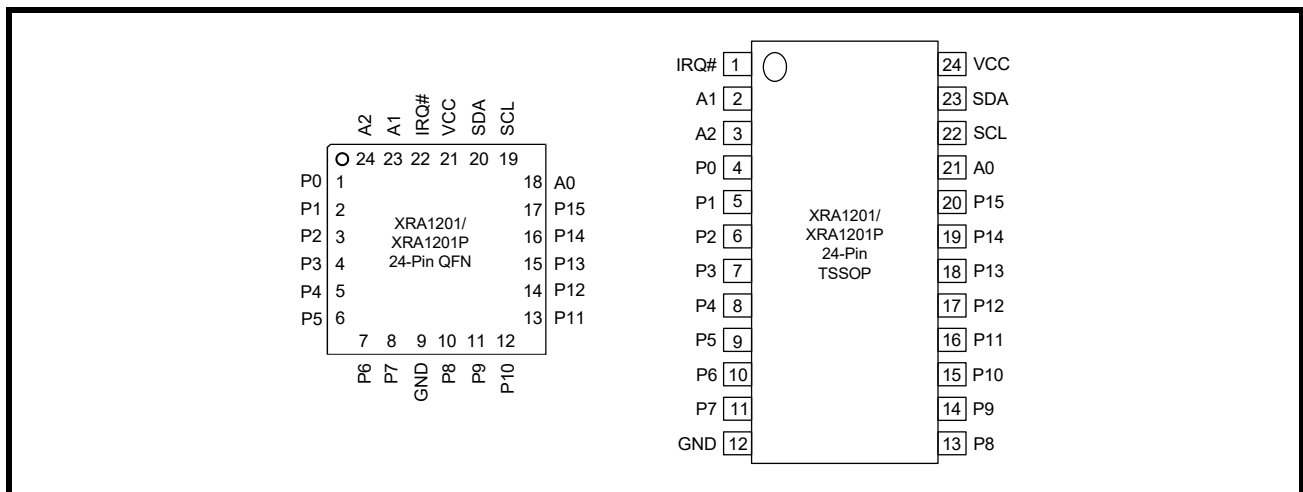 A2 A1 IRQ# VCC SDA SCL
24 23 22 21 20 19
P0 1 18 A0
P1 2 17 P15
P2 3 16 P14
P3 4 15 P13
P4 5 14 P12
P5 6 13 P11
XRA1201/
XRA1201P
24-Pin QFN
7 8 9 10 11 12
P6 P7 GND P8 P9 P10
IRQ# 1 24 VCC
A1 2 23 SDA
A2 3 22 SCL
P0 4 21 A0
P1 5 20 P15
P2 6 19 P14
P3 7 18 P13
P4 8 17 P12
P5 9 16 P11
P6 10 15 P10
P7 11 14 P9
GND 12 13 P8
XRA1201/
XRA1201P
24-Pin
TSSOP